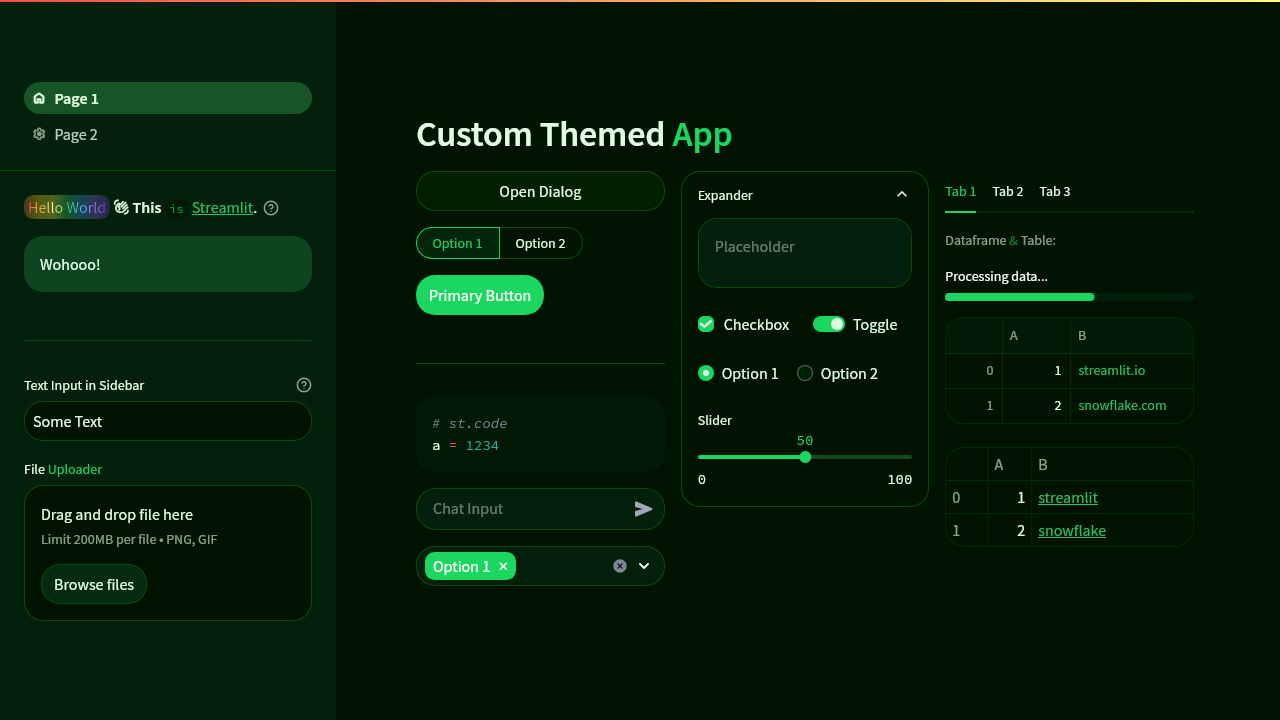 Page 1
Page 2
Hello World 👋 This is Streamlit.
Wohooo!
Text Input in Sidebar
Some Text
File Uploader
Drag and drop file here
Limit 200MB per file • PNG, GIF
Browse files
Custom Themed App
Open Dialog
Option 1 Option 2
Primary Button
# st.code
a = 1234
Chat Input
Option 1
Expander
Placeholder
Checkbox Toggle
Option 1 Option 2
Slider
50
0 100
Tab 1 Tab 2 Tab 3
Dataframe & Table:
Processing data...
A B
0 1 streamlit.io
1 2 snowflake.com
A B
0 1 streamlit
1 2 snowflake